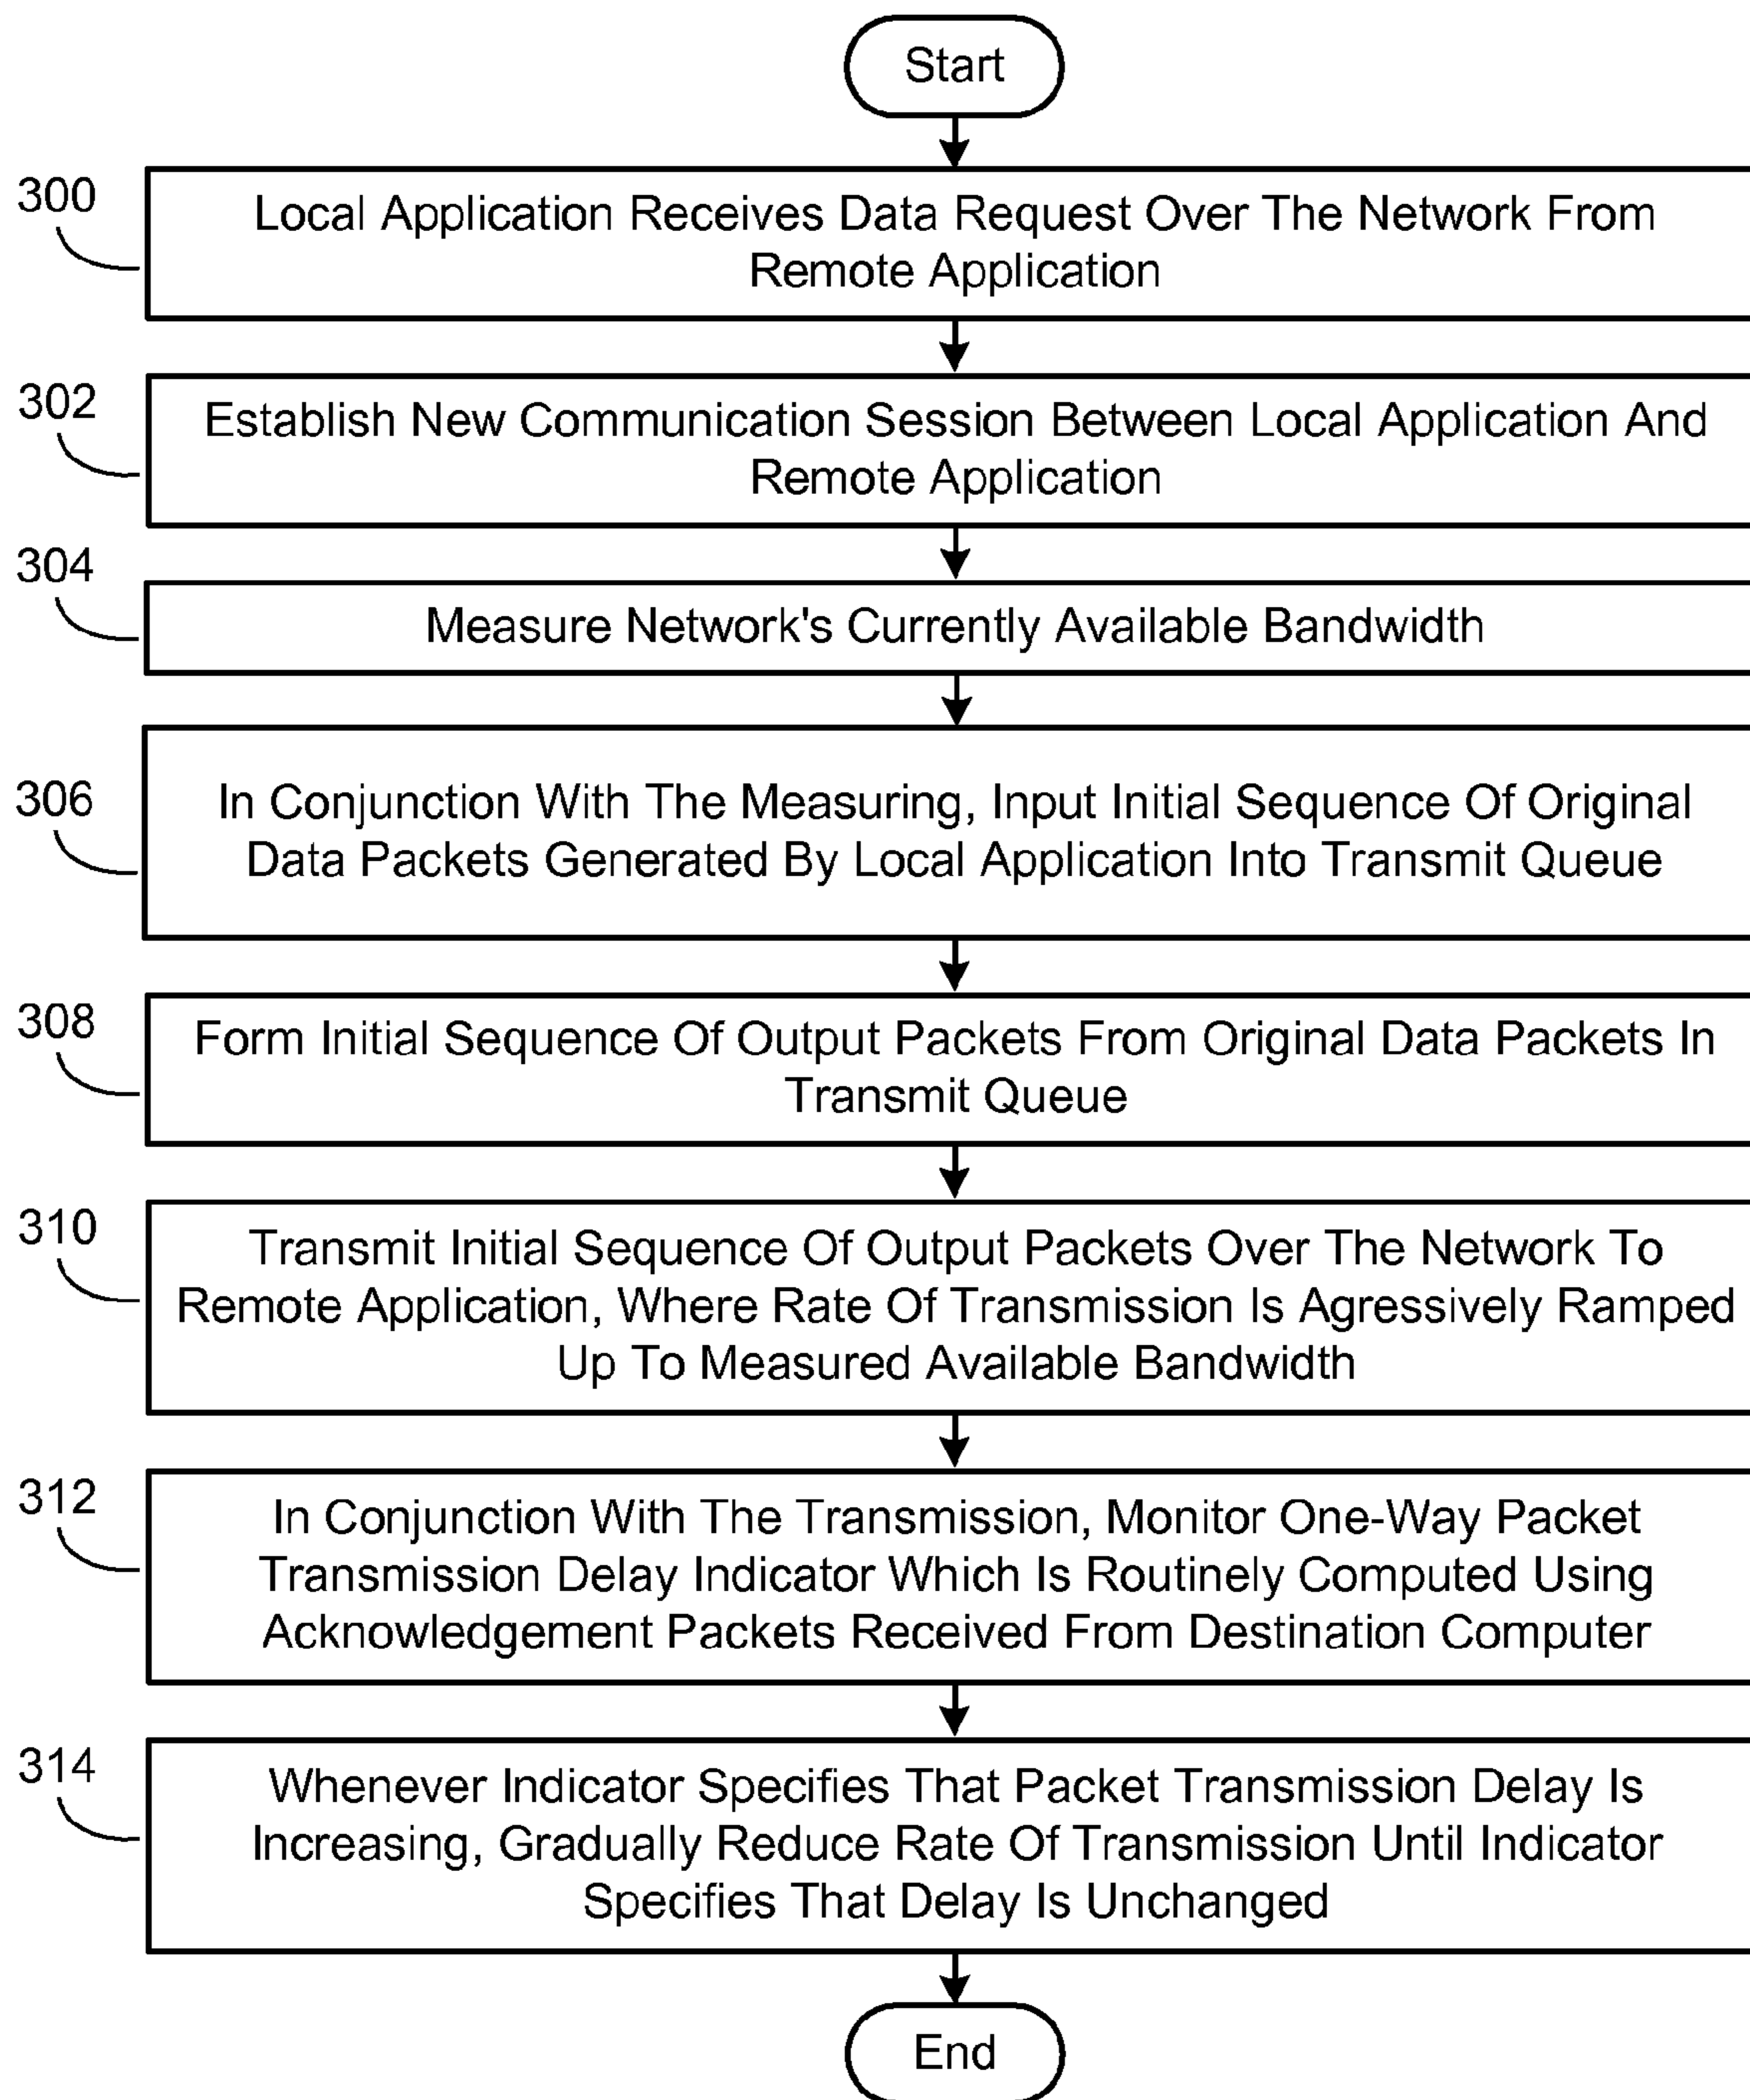 Start
300
Local Application Receives Data Request Over The Network From
Remote Application
302
Establish New Communication Session Between Local Application And
Remote Application
304
Measure Network's Currently Available Bandwidth
306
In Conjunction With The Measuring, Input Initial Sequence Of Original
Data Packets Generated By Local Application Into Transmit Queue
308
Form Initial Sequence Of Output Packets From Original Data Packets In
Transmit Queue
310
Transmit Initial Sequence Of Output Packets Over The Network To
Remote Application, Where Rate Of Transmission Is Agressively Ramped
Up To Measured Available Bandwidth
312
In Conjunction With The Transmission, Monitor One-Way Packet
Transmission Delay Indicator Which Is Routinely Computed Using
Acknowledgement Packets Received From Destination Computer
314
Whenever Indicator Specifies That Packet Transmission Delay Is
Increasing, Gradually Reduce Rate Of Transmission Until Indicator
Specifies That Delay Is Unchanged
End